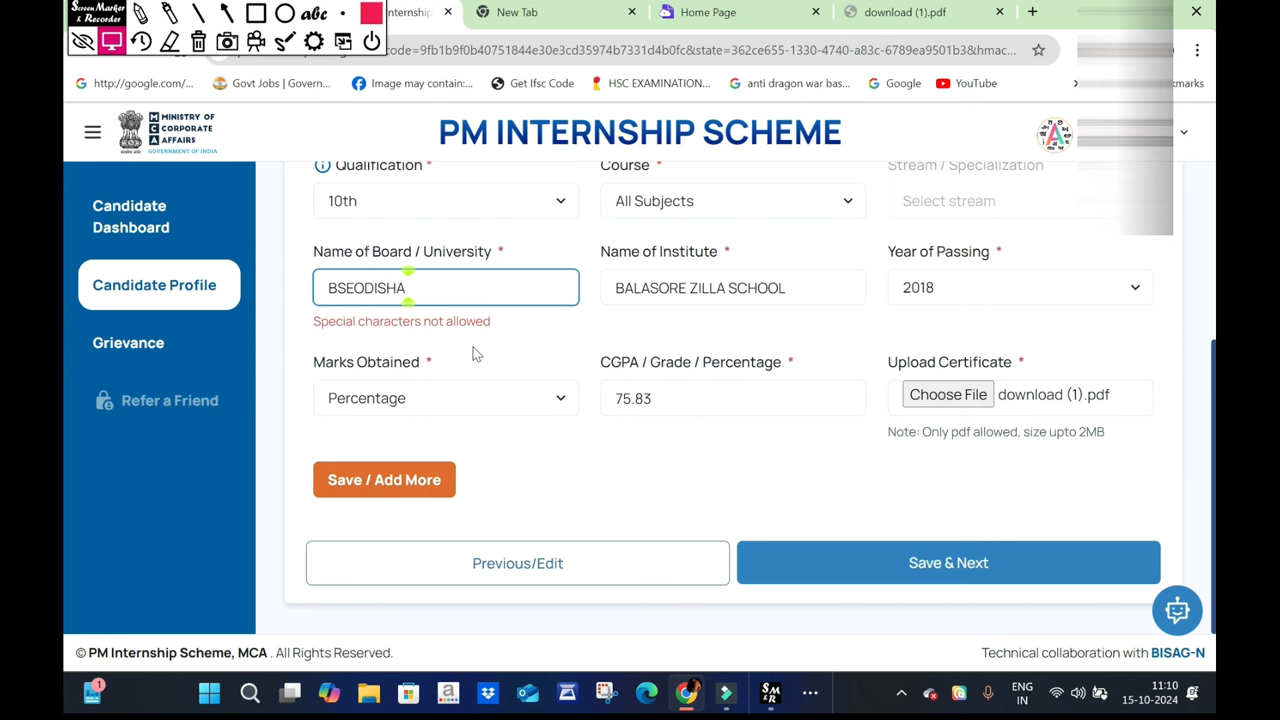 Screen Marker
& Recorder
abc
nternship
New Tab
Home Page
download (1).pdf
code=9fb1b9f0b40751844e30e3cd35974b7331d4b0fc&state=362ce655-1330-4740-a83c-6789ea9501b3&hmac...
http://google.com/...
Govt Jobs | Govern...
Image may contain:...
Get Ifsc Code
HSC EXAMINATION...
anti dragon war bas...
Google
YouTube
MINISTRY OF
CORPORATE
AFFAIRS
GOVERNMENT OF INDIA
PM INTERNSHIP SCHEME
Candidate
Dashboard
Candidate Profile
Grievance
Refer a Friend
Qualification *
Course *
Stream / Specialization
10th
All Subjects
Select stream
Name of Board / University *
Name of Institute *
Year of Passing *
BSEODISHA
BALASORE ZILLA SCHOOL
2018
Special characters not allowed
Marks Obtained *
CGPA / Grade / Percentage *
Upload Certificate *
Percentage
75.83
Choose File download (1).pdf
Note: Only pdf allowed, size upto 2MB
Save / Add More
Previous/Edit
Save & Next
© PM Internship Scheme, MCA . All Rights Reserved.
Technical collaboration with BISAG-N
1
ENG
IN
11:10
15-10-2024